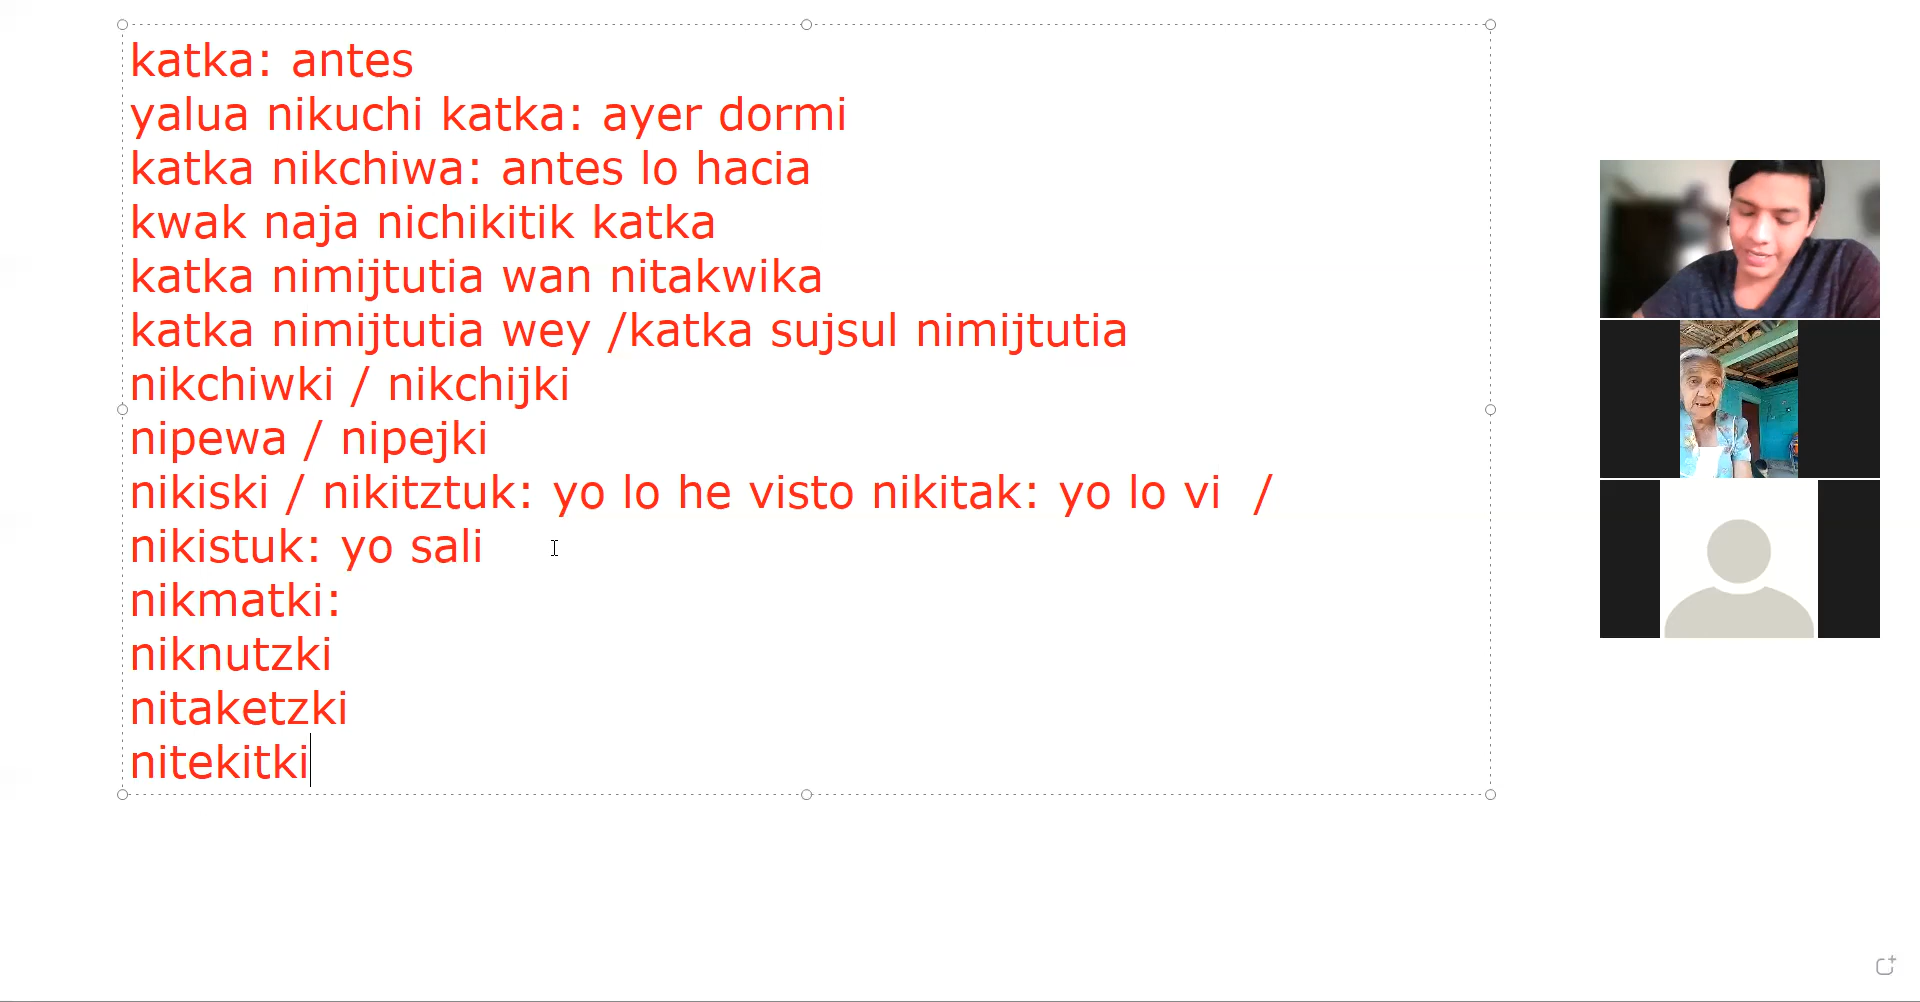 katka: antes
yalua nikuchi katka: ayer dormi
katka nikchiwa: antes lo hacia
kwak naja nichikitik katka
katka nimijtutia wan nitakwika
katka nimijtutia wey /katka sujsul nimijtutia
nikchiwki / nikchijki
nipewa / nipejki
nikiski / nikitztuk: yo lo he visto nikitak: yo lo vi  /
nikistuk: yo sali
nikmatki:
niknutzki
nitaketzki
nitekitki